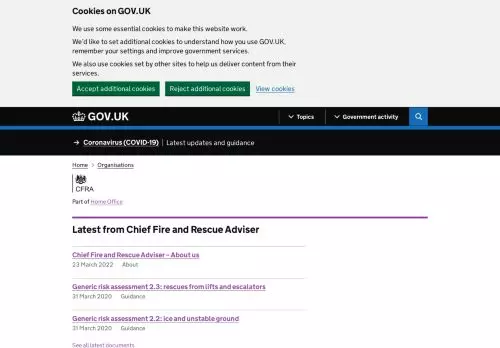 Cookies on GOV.UK
We use some essential cookies to make this website work.
We'd like to set additional cookies to understand how you use GOV.UK,
remember your settings and improve government services.
We also use cookies set by other sites to help us deliver content from their
services.
Accept additional cookies Reject additional cookies View cookies
GOV.UK Topics Government activity
→ Coronavirus (COVID-19) Latest updates and guidance
Home > Organisations
CFRA
Part of Home Office
Latest from Chief Fire and Rescue Adviser
Chief Fire and Rescue Adviser – About us
23 March 2022 About
Generic risk assessment 2.3: rescues from lifts and escalators
31 March 2020 Guidance
Generic risk assessment 2.2: ice and unstable ground
31 March 2020 Guidance
See all latest documents